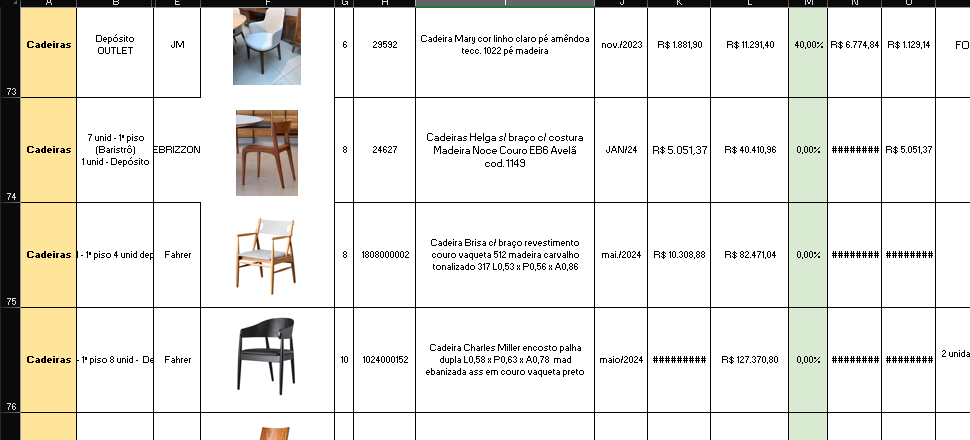 A B E F G H I J K L M N O
Cadeiras Depósito OUTLET JM 6 29592 Cadeira Mary cor linho claro pé amêndoa tecc. 1022 pé madeira nov./2023 R$ 1.881,90 R$ 11.291,40 40,00% R$ 6.774,84 R$ 1.129,14 FO
73
Cadeiras 7 unid - 1º piso (Baristrô) 1 unid - Depósito EBRIZZON 8 24627 Cadeiras Helga s/ braço c/ costura Madeira Noce Couro EB6 Avelã cod. 1149 JAN/24 R$ 5.051,37 R$ 40.410,96 0,00% ######## R$ 5.051,37
74
Cadeiras - 1º piso 4 unid dep Fahrer 8 1808000002 Cadeira Brisa c/ braço revestimento couro vaqueta 512 madeira carvalho tonalizado 317 L0,53 x P0,56 x A0,86 mai./2024 R$ 10.308,88 R$ 82.471,04 0,00% ######## ########
75
Cadeiras - 1º piso 8 unid - De Fahrer 10 1024000152 Cadeira Charles Miller encosto palha dupla L0,58 x P0,63 x A0,78 mad ebanizada ass em couro vaqueta preto maio/2024 ######### R$ 127.370,80 0,00% ######## ######## 2 unida
76